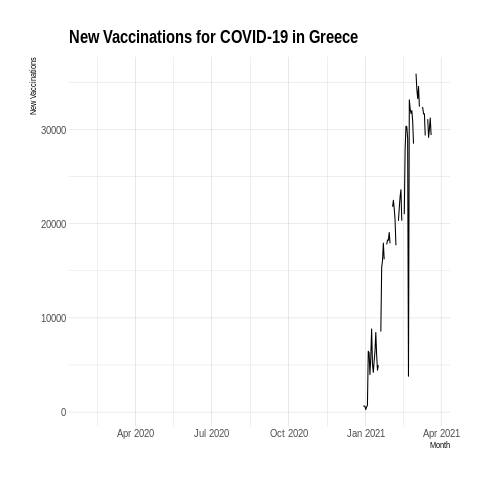 New Vaccinations for COVID-19 in Greece
New Vaccinations
30000
20000
10000
0
Apr 2020 Jul 2020 Oct 2020 Jan 2021 Apr 2021
Month